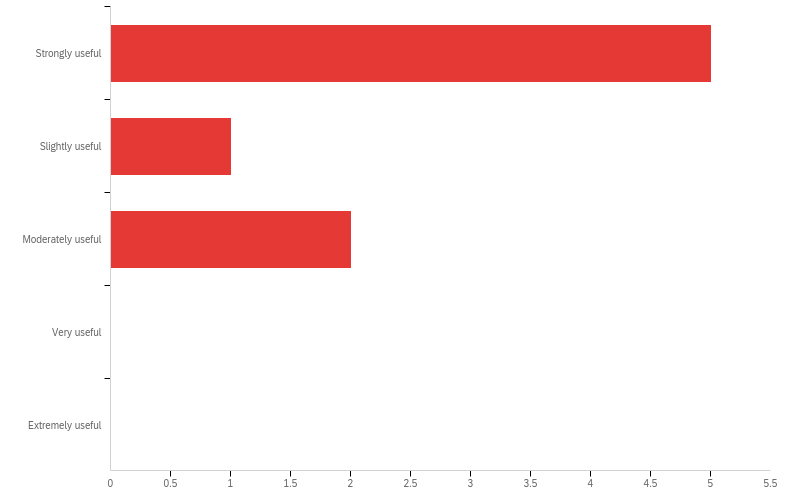 Strongly useful
Slightly useful
Moderately useful
Very useful
Extremely useful
0 0.5 1 1.5 2 2.5 3 3.5 4 4.5 5 5.5